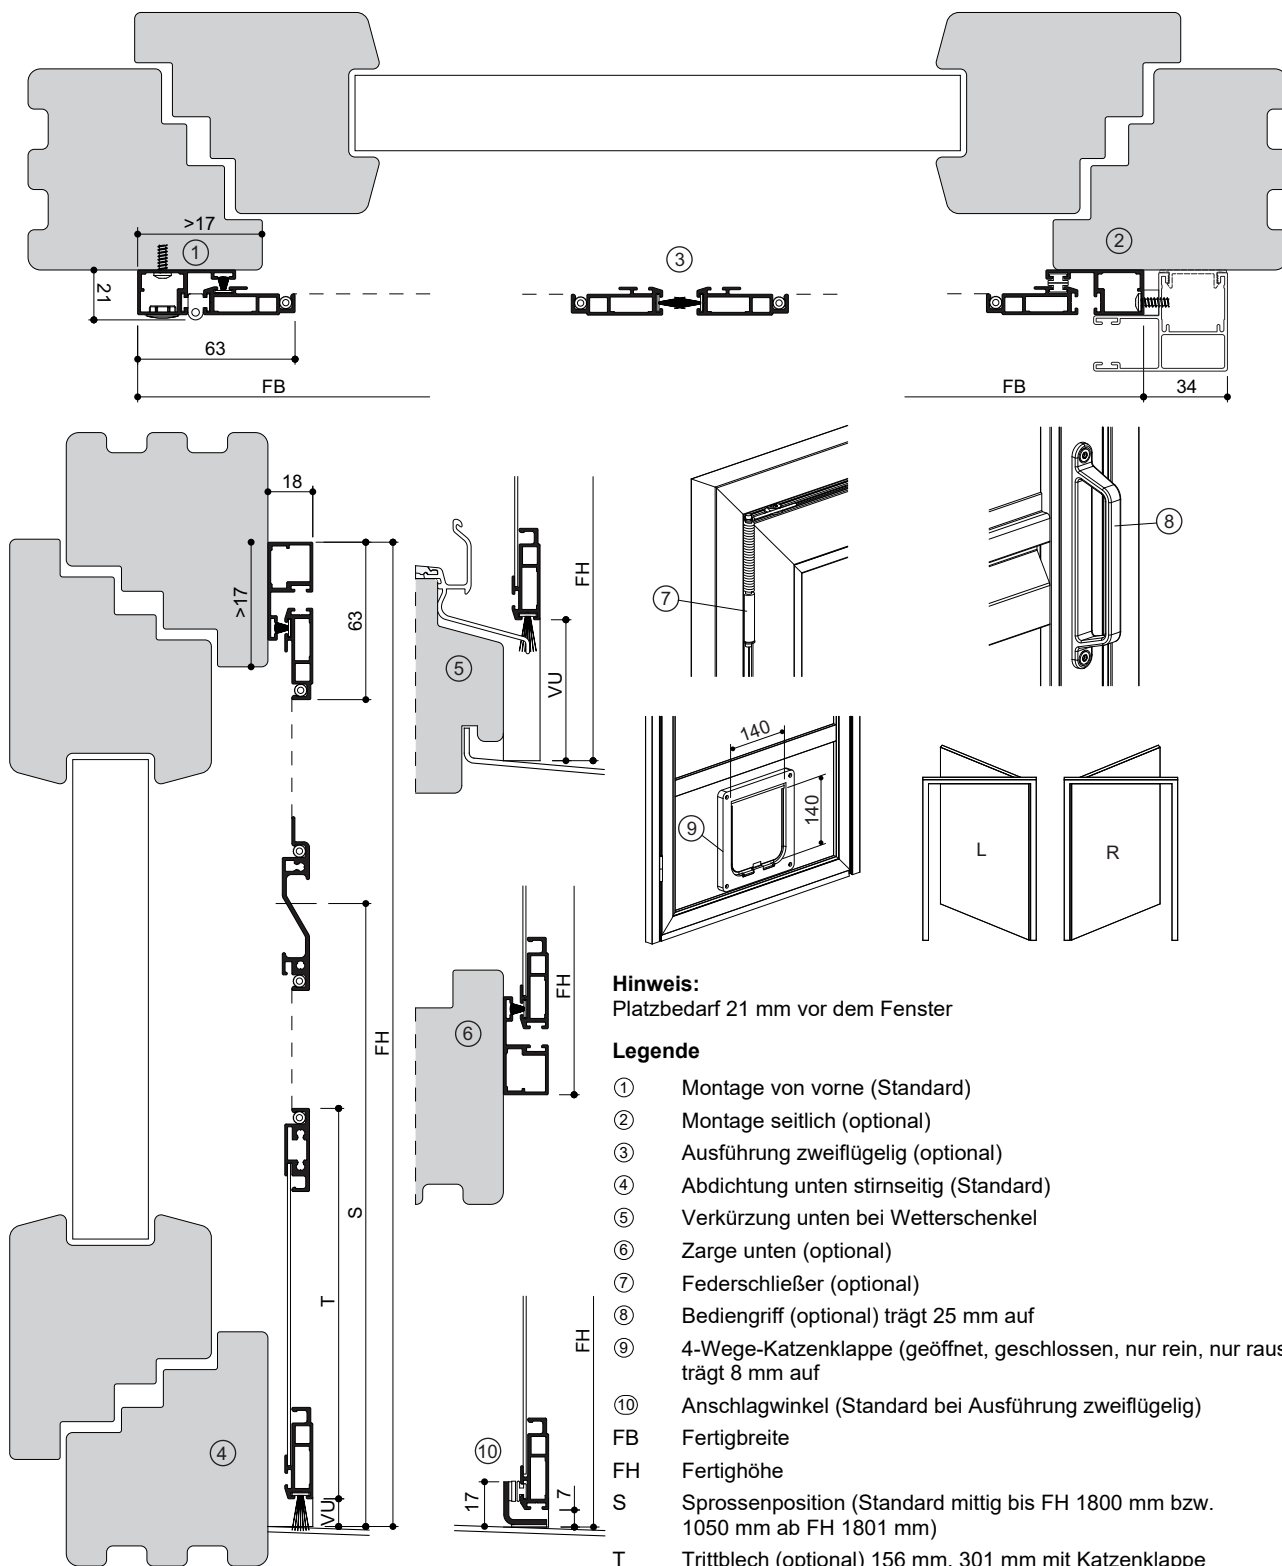 >17
1
2
3
21
63
FB
FB
34
18
>17
63
FH
VU
5
7
8
140
140
9
L
R
FH
6
FH
S
T
VU
4
FH
10
17
7
Hinweis:
Platzbedarf 21 mm vor dem Fenster
Legende
1 Montage von vorne (Standard)
2 Montage seitlich (optional)
3 Ausführung zweiflügelig (optional)
4 Abdichtung unten stirnseitig (Standard)
5 Verkürzung unten bei Wetterschenkel
6 Zarge unten (optional)
7 Federschließer (optional)
8 Bediengriff (optional) trägt 25 mm auf
9 4-Wege-Katzenklappe (geöffnet, geschlossen, nur rein, nur raus
trägt 8 mm auf
10 Anschlagwinkel (Standard bei Ausführung zweiflügelig)
FB Fertigbreite
FH Fertighöhe
S Sprossenposition (Standard mittig bis FH 1800 mm bzw.
1050 mm ab FH 1801 mm)
T Trittblech (optional) 156 mm, 301 mm mit Katzenklappe